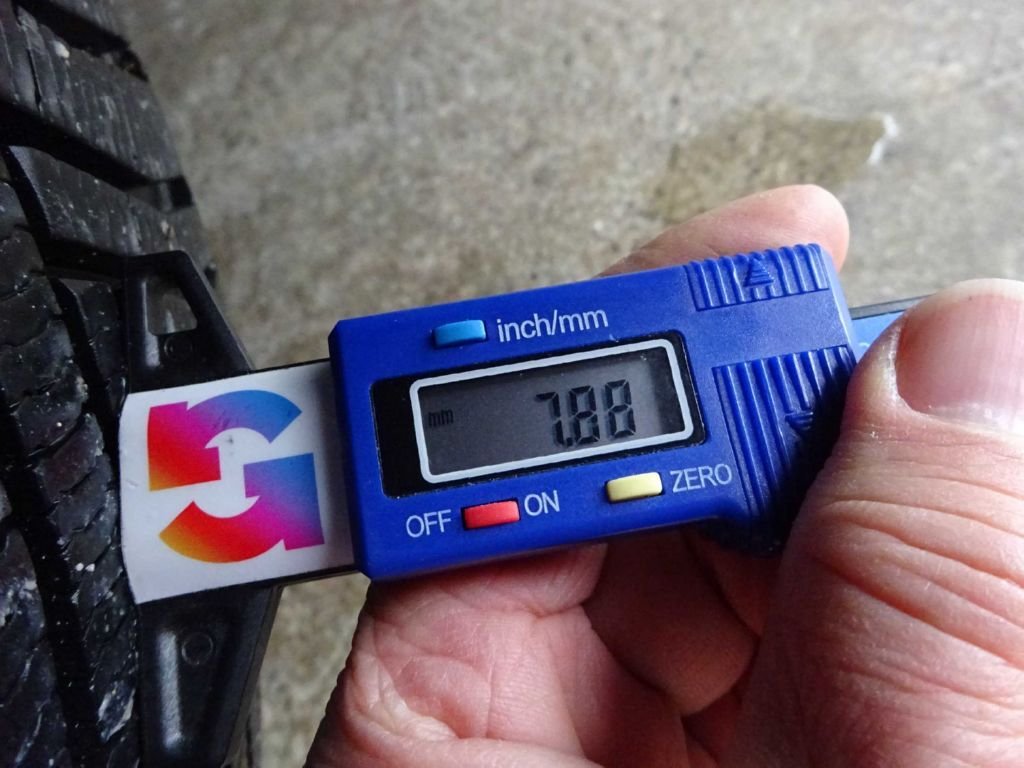 inch/mm
mm 7.88
OFF ON ZERO